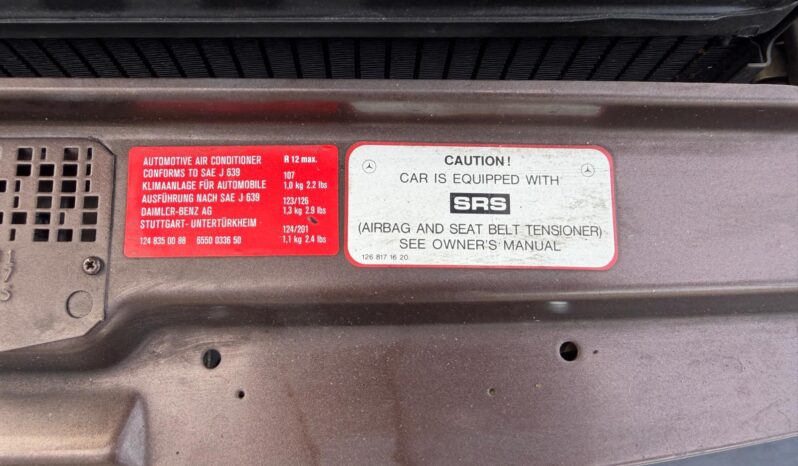 AUTOMOTIVE AIR CONDITIONER R 12 max.
CONFORMS TO SAE J 639 107
KLIMAANLAGE FÜR AUTOMOBILE 1,0 kg 2.2 lbs
AUSFÜHRUNG NACH SAE J 639 123/126
DAIMLER-BENZ AG 1,3 kg 2.9 lbs
STUTTGART- UNTERTÜRKHEIM 124/201
124 835 00 88 6550 0336 50 1,1 kg 2.4 lbs
CAUTION !
CAR IS EQUIPPED WITH
SRS
(AIRBAG AND SEAT BELT TENSIONER)
SEE OWNER'S MANUAL
126 817 16 20